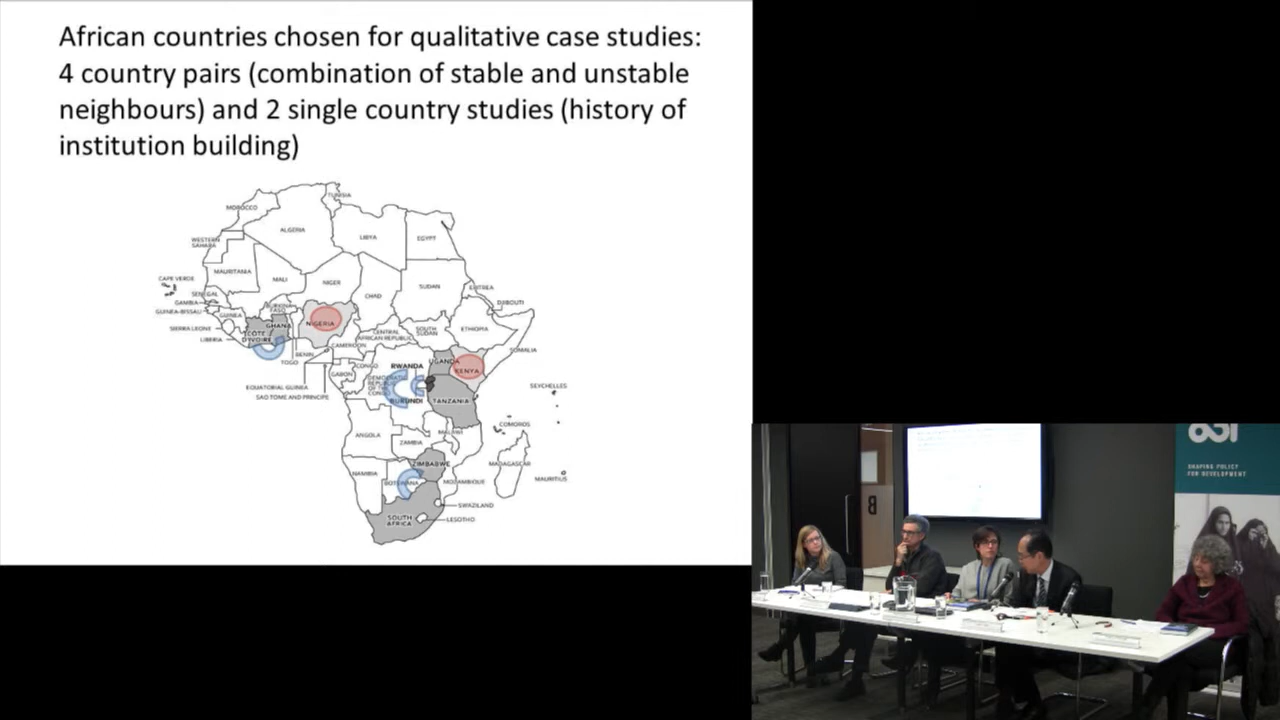 African countries chosen for qualitative case studies:
4 country pairs (combination of stable and unstable
neighbours) and 2 single country studies (history of
institution building)
TUNISIA
MOROCCO
ALGERIA
LIBYA
EGYPT
WESTERN
SAHARA
MAURITANIA
MALI
NIGER
CHAD
SUDAN
ERITREA
CAPE VERDE
SENEGAL
GAMBIA
GUINEA-BISSAU
GUINEA
BURKINA
FASO
DJIBOUTI
SIERRA LEONE
LIBERIA
CÔTE
D'IVOIRE
GHANA
NIGERIA
CENTRAL
AFRICAN REPUBLIC
SOUTH
SUDAN
ETHIOPIA
SOMALIA
CAMEROON
BENIN
TOGO
EQUATORIAL GUINEA
SAO TOME AND PRINCIPE
GABON
CONGO
DEMOCRATIC
REPUBLIC
OF THE
CONGO
RWANDA
BURUNDI
UGANDA
KENYA
TANZANIA
SEYCHELLES
COMOROS
ANGOLA
ZAMBIA
MALAWI
MADAGASCAR
MAURITIUS
NAMIBIA
BOTSWANA
ZIMBABWE
MOZAMBIQUE
SWAZILAND
SOUTH
AFRICA
LESOTHO
B
SHAPING POLICY
FOR DEVELOPMENT